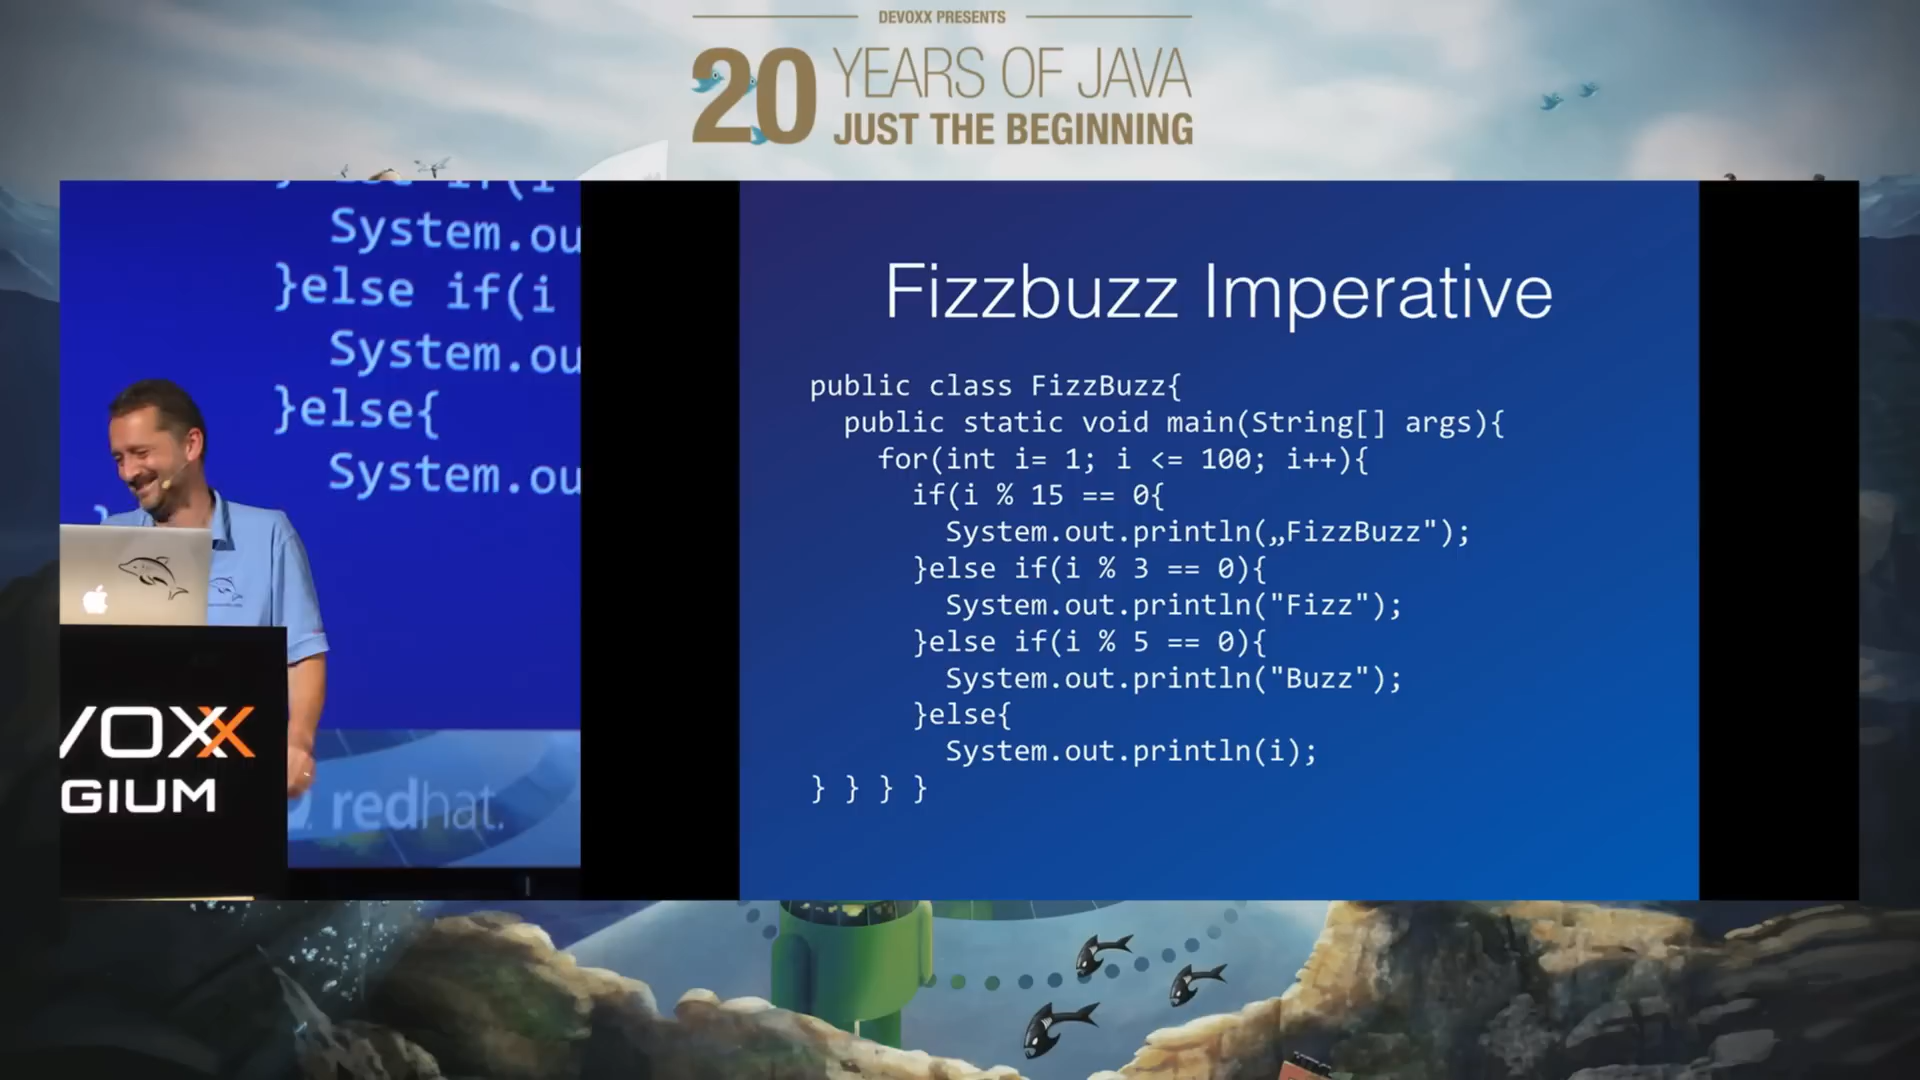 DEVOXX PRESENTS
20 YEARS OF JAVA
JUST THE BEGINNING
System.ou
}else if(i
System.ou
}else{
System.ou
VOXX
GIUM
redhat.
Fizzbuzz Imperative
public class FizzBuzz{
public static void main(String[] args){
for(int i= 1; i <= 100; i++){
if(i % 15 == 0{
System.out.println(„FizzBuzz");
}else if(i % 3 == 0){
System.out.println("Fizz");
}else if(i % 5 == 0){
System.out.println("Buzz");
}else{
System.out.println(i);
} } } }